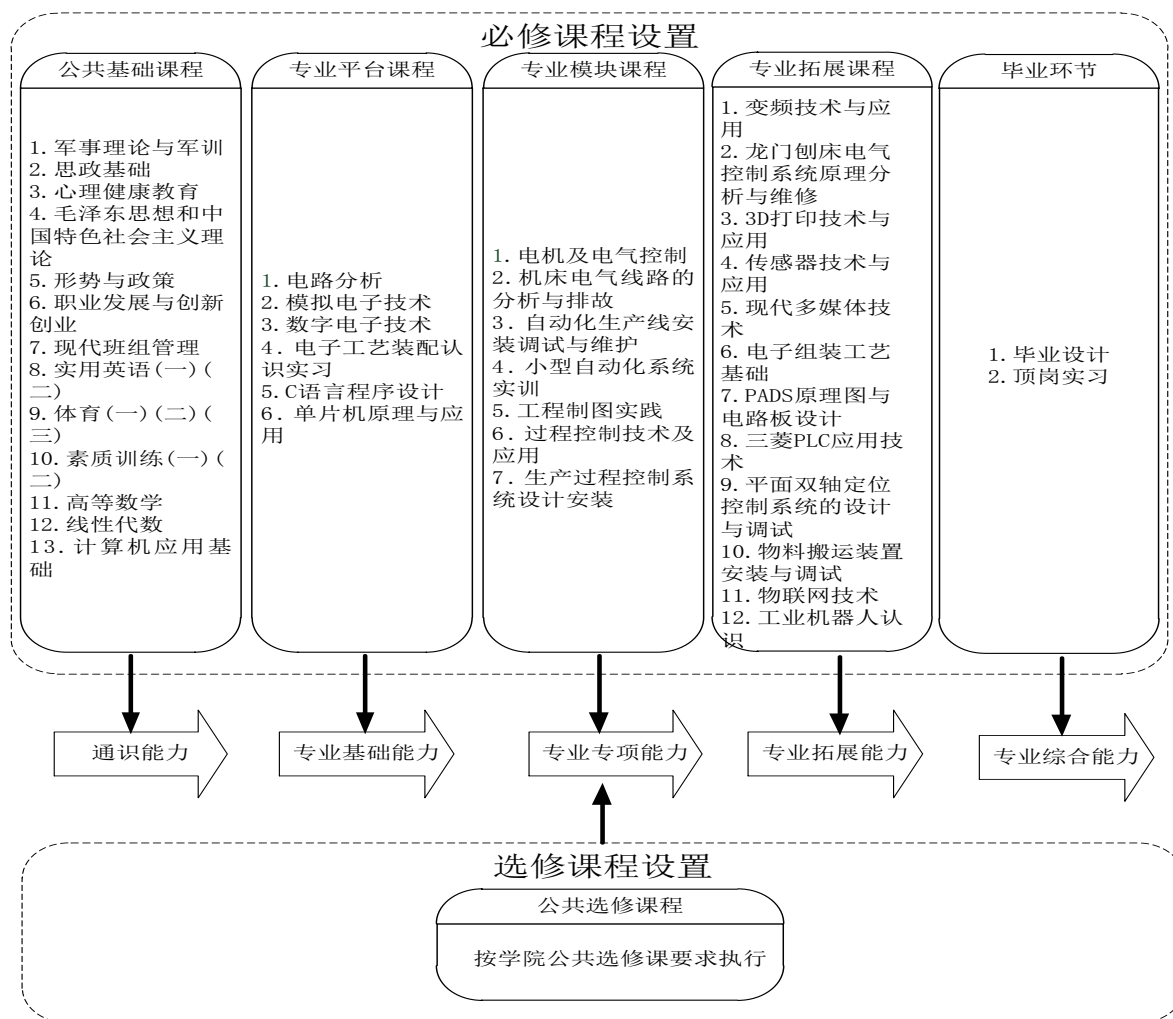 必修课程设置
公共基础课程
1. 军事理论与军训
2. 思政基础
3. 心理健康教育
4. 毛泽东思想和中
国特色社会主义理
论
5. 形势与政策
6. 职业发展与创新
创业
7. 现代班组管理
8. 实用英语(一)(
二)
9. 体育(一)(二)(
三)
10. 素质训练(一)(
二)
11. 高等数学
12. 线性代数
13. 计算机应用基
础
专业平台课程
1. 电路分析
2. 模拟电子技术
3. 数字电子技术
4. 电子工艺装配认
识实习
5. C语言程序设计
6. 单片机原理与应
用
专业模块课程
1. 电机及电气控制
2. 机床电气线路的
分析与排故
3. 自动化生产线安
装调试与维护
4. 小型自动化系统
实训
5. 工程制图实践
6. 过程控制技术及
应用
7. 生产过程控制系
统设计安装
专业拓展课程
1. 变频技术与应
用
2. 龙门刨床电气
控制系统原理分
析与维修
3. 3D打印技术与
应用
4. 传感器技术与
应用
5. 现代多媒体技
术
6. 电子组装工艺
基础
7. PADS原理图与
电路板设计
8. 三菱PLC应用技
术
9. 平面双轴定位
控制系统的设计
与调试
10. 物料搬运装置
安装与调试
11. 物联网技术
12. 工业机器人认
识
毕业环节
1. 毕业设计
2. 顶岗实习
通识能力
专业基础能力
专业专项能力
专业拓展能力
专业综合能力
选修课程设置
公共选修课程
按学院公共选修课要求执行